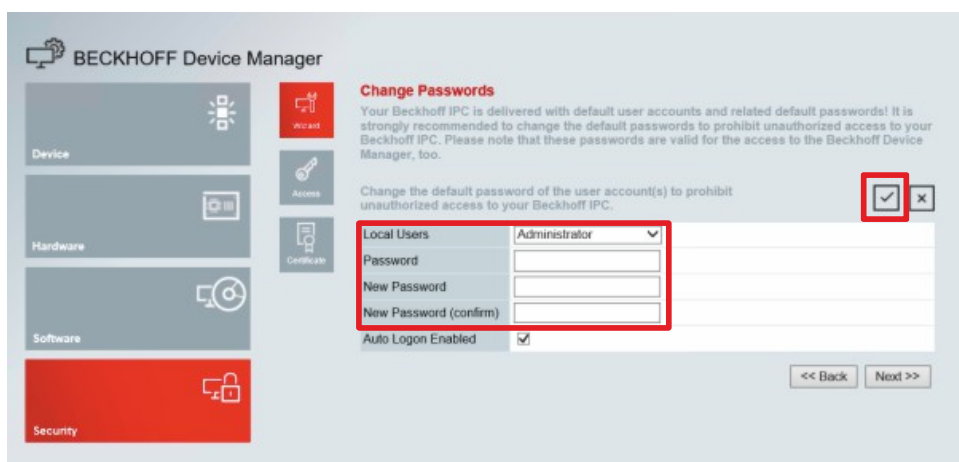 BECKHOFF Device Manager
Device
Hardware
Software
Security
Wizard
Access
Certificate
Change Passwords
Your Beckhoff IPC is delivered with default user accounts and related default passwords! It is
strongly recommended to change the default passwords to prohibit unauthorized access to your
Beckhoff IPC. Please note that these passwords are valid for the access to the Beckhoff Device
Manager, too.
Change the default password of the user account(s) to prohibit
unauthorized access to your Beckhoff IPC.
Local Users Administrator
Password
New Password
New Password (confirm)
Auto Logon Enabled
<< Back Next >>